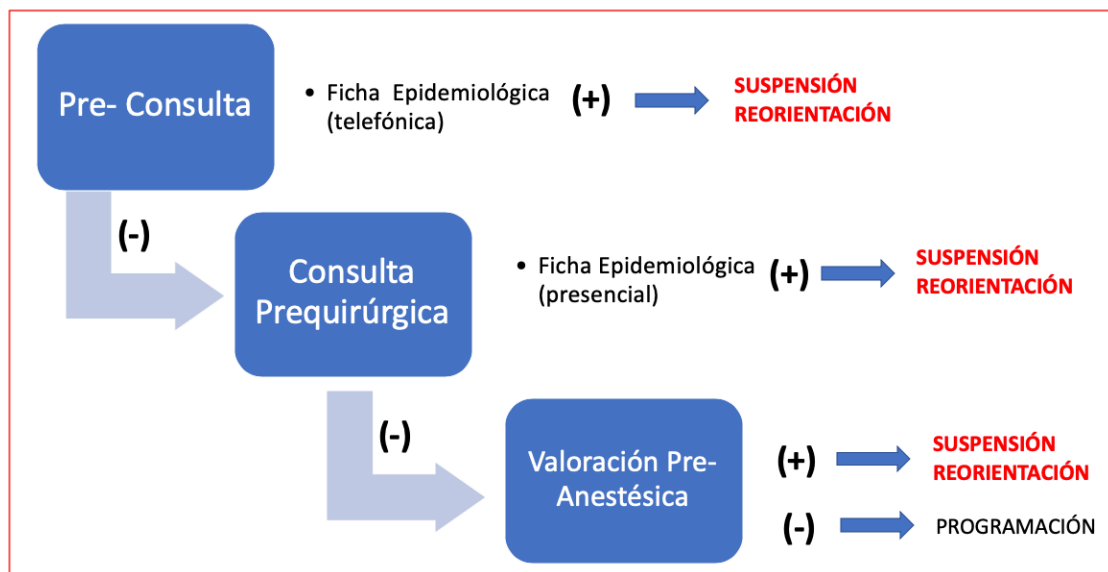 Pre- Consulta
• Ficha Epidemiológica
(telefónica)
(+)
SUSPENSIÓN
REORIENTACIÓN
(-)
Consulta
Prequirúrgica
• Ficha Epidemiológica
(presencial)
(+)
SUSPENSIÓN
REORIENTACIÓN
(-)
Valoración Pre-
Anestésica
(+)
SUSPENSIÓN
REORIENTACIÓN
(-)
PROGRAMACIÓN